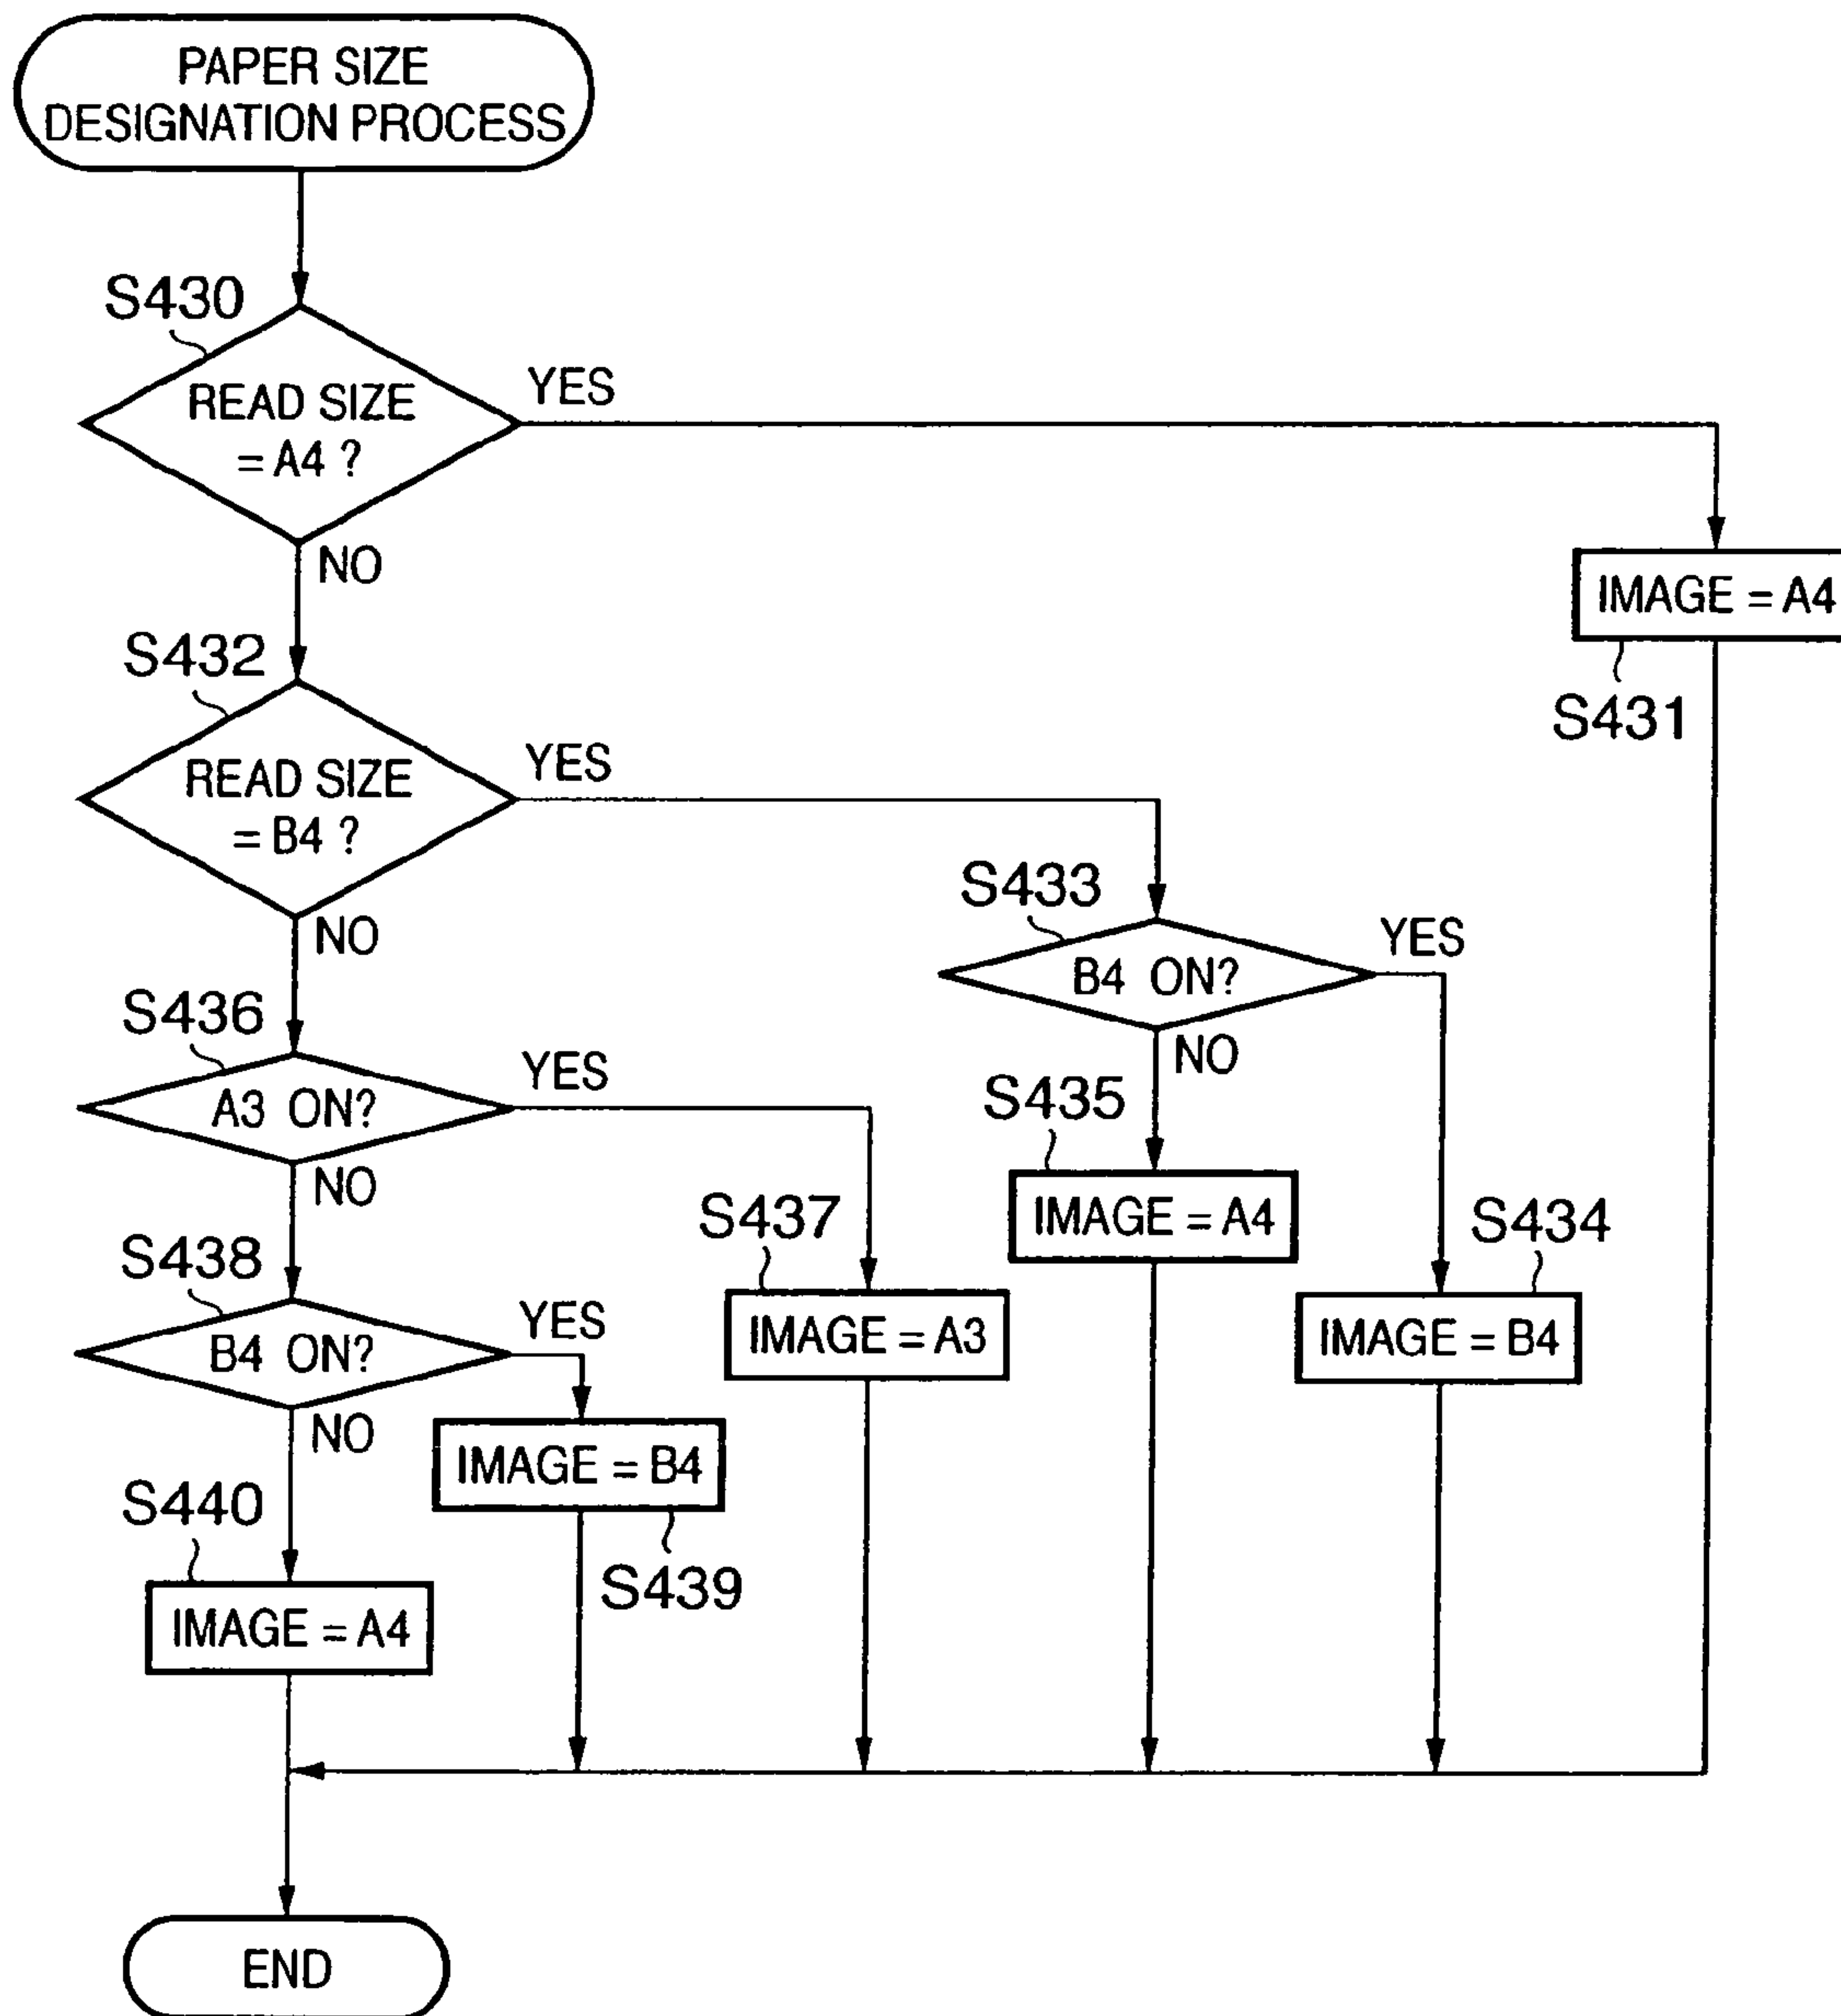 PAPER SIZE
DESIGNATION PROCESS
S430
READ SIZE
= A4 ?
YES
NO
IMAGE = A4
S431
S432
READ SIZE
= B4 ?
YES
NO
S433
B4 ON?
YES
NO
S436
A3 ON?
YES
NO
S435
IMAGE = A4
S434
IMAGE = B4
S437
IMAGE = A3
S438
B4 ON?
YES
NO
IMAGE = B4
S439
S440
IMAGE = A4
END